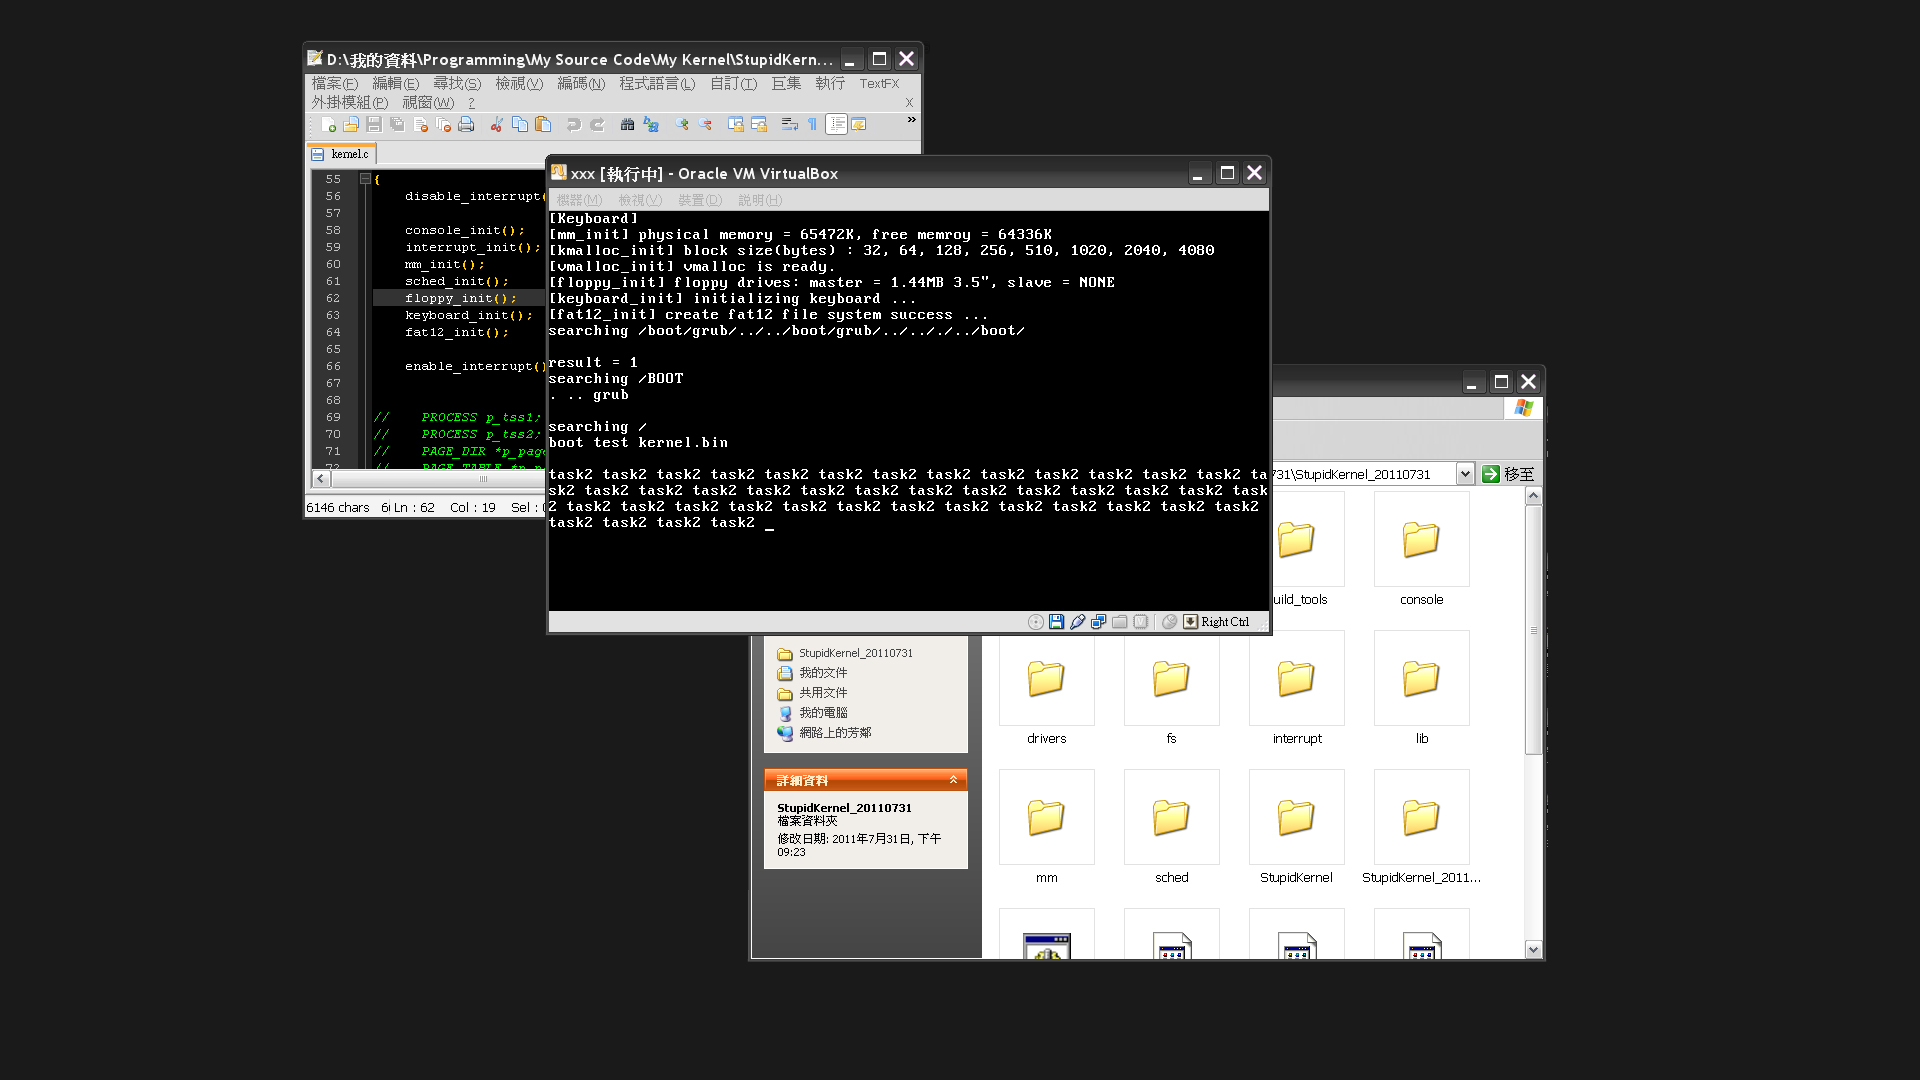 D:\我的資料\Programming\My Source Code\My Kernel\StupidKern...
檔案(F) 編輯(E) 尋找(S) 檢視(V) 編碼(N) 程式語言(L) 自訂(T) 巨集 執行 TextFX
外掛模組(P) 視窗(W) ? X
kernel.c
55 {
56 disable_interrupt(
57
58 console_init();
59 interrupt_init();
60 mm_init();
61 sched_init();
62 floppy_init();
63 keyboard_init();
64 fat12_init();
65
66 enable_interrupt()
67
68
69 // PROCESS p_tss1;
70 // PROCESS p_tss2;
71 // PAGE_DIR *p_page
72 // PAGE_TABLE *p_p
6146 chars Ln : 62 Col : 19 Sel :
xxx [執行中] - Oracle VM VirtualBox
機器(M) 檢視(V) 裝置(D) 說明(H)
[Keyboard]
[mm_init] physical memory = 65472K, free memroy = 64336K
[kmalloc_init] block size(bytes) : 32, 64, 128, 256, 510, 1020, 2040, 4080
[vmalloc_init] vmalloc is ready.
[floppy_init] floppy drives: master = 1.44MB 3.5", slave = NONE
[keyboard_init] initializing keyboard ...
[fat12_init] create fat12 file system success ...
searching /boot/grub/../../boot/grub/../.././../boot/
result = 1
searching /BOOT
. .. grub
searching /
boot test kernel.bin
task2 task2 task2 task2 task2 task2 task2 task2 task2 task2 task2 task2 task2 ta
sk2 task2 task2 task2 task2 task2 task2 task2 task2 task2 task2 task2 task2 task
2 task2 task2 task2 task2 task2 task2 task2 task2 task2 task2 task2 task2 task2
task2 task2 task2 task2 _
Right Ctrl
731\StupidKernel_20110731 移至
uild_tools console
StupidKernel_20110731
我的文件
共用文件
我的電腦
網路上的芳鄰
詳細資料
StupidKernel_20110731
檔案資料夾
修改日期: 2011年7月31日, 下午
09:23
drivers fs interrupt lib
mm sched StupidKernel StupidKernel_2011...